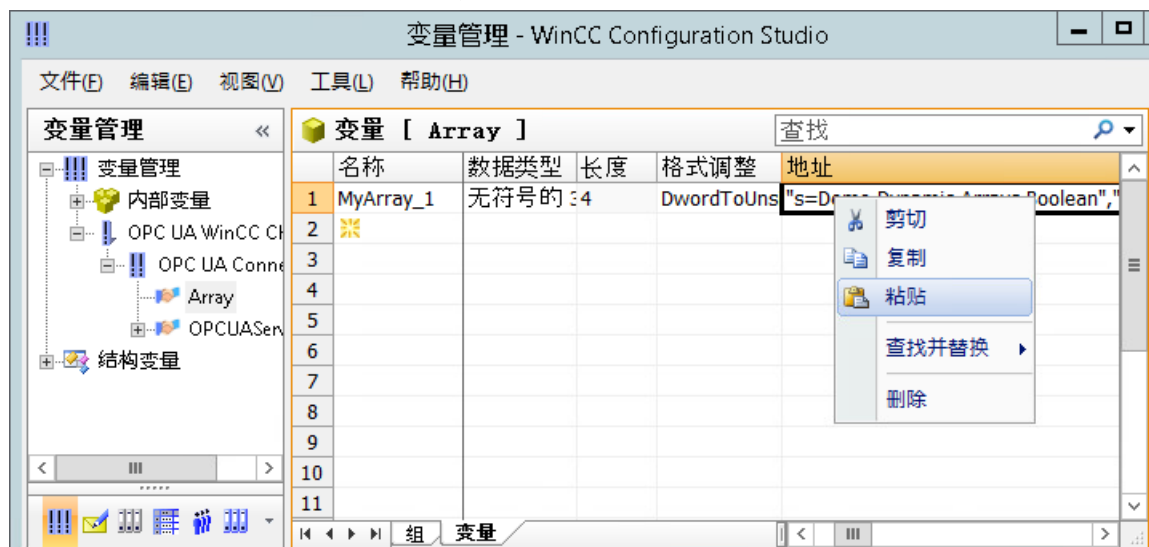 变量管理 - WinCC Configuration Studio
文件(F) 编辑(E) 视图(V) 工具(L) 帮助(H)
变量管理 «
变量管理
内部变量
OPC UA WinCC Ch
OPC UA Conne
Array
OPCUAServ
结构变量
变量 [ Array ] 查找
名称 数据类型 长度 格式调整 地址
1 MyArray_1 无符号的 3 4 DwordToUns "s=Demo.Dynamic.Arrays.Boolean","
2
3
4
5
6
7
8
9
10
11
剪切
复制
粘贴
查找并替换
删除
组 变量